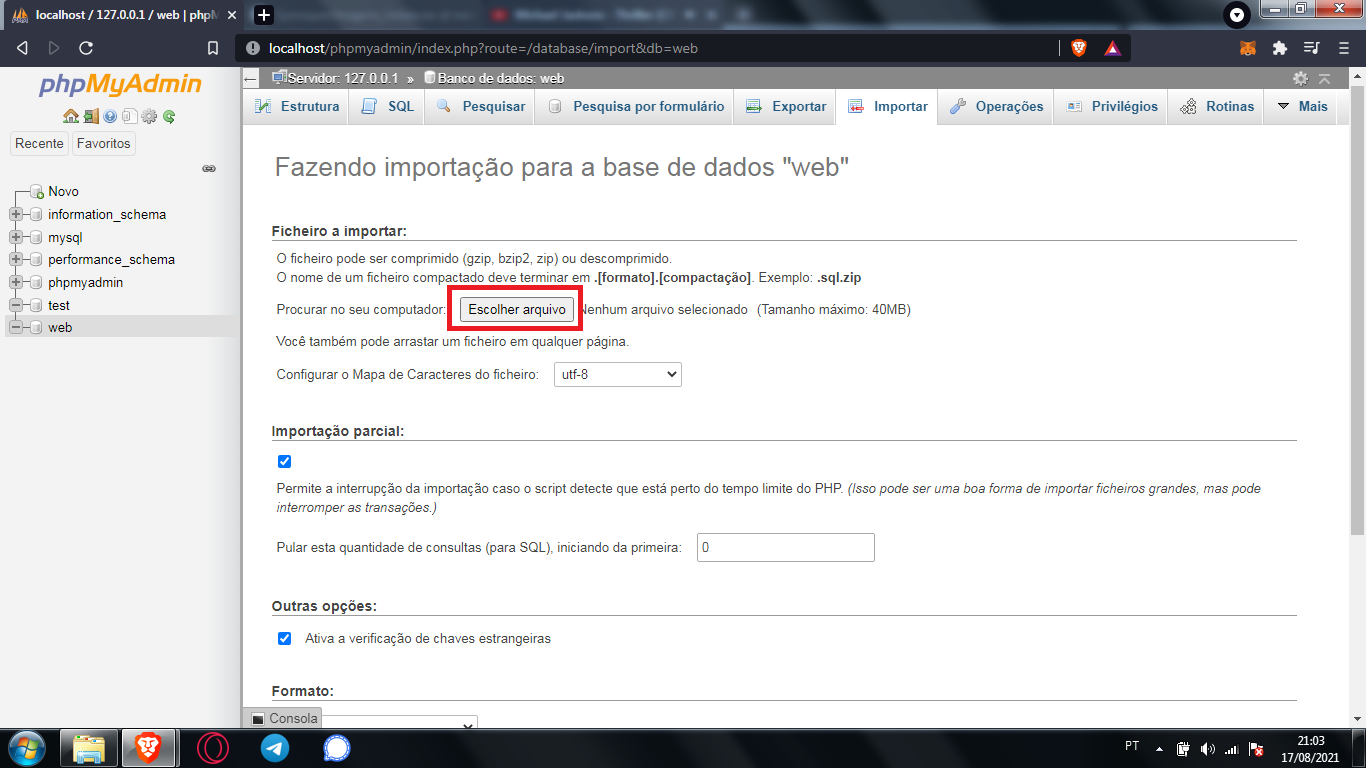 localhost / 127.0.0.1 / web | phpM
localhost/phpmyadmin/index.php?route=/database/import&db=web
phpMyAdmin
Recente Favoritos
Novo
information_schema
mysql
performance_schema
phpmyadmin
test
web
Servidor: 127.0.0.1 » Banco de dados: web
Estrutura SQL Pesquisar Pesquisa por formulário Exportar Importar Operações Privilégios Rotinas Mais
Fazendo importação para a base de dados "web"
Ficheiro a importar:
O ficheiro pode ser comprimido (gzip, bzip2, zip) ou descomprimido.
O nome de um ficheiro compactado deve terminar em .[formato].[compactação]. Exemplo: .sql.zip
Procurar no seu computador: Escolher arquivo Nenhum arquivo selecionado (Tamanho máximo: 40MB)
Você também pode arrastar um ficheiro em qualquer página.
Configurar o Mapa de Caracteres do ficheiro: utf-8
Importação parcial:
Permite a interrupção da importação caso o script detecte que está perto do tempo limite do PHP. (Isso pode ser uma boa forma de importar ficheiros grandes, mas pode
interromper as transações.)
Pular esta quantidade de consultas (para SQL), iniciando da primeira: 0
Outras opções:
Ativa a verificação de chaves estrangeiras
Formato:
Consola
PT
21:03
17/08/2021